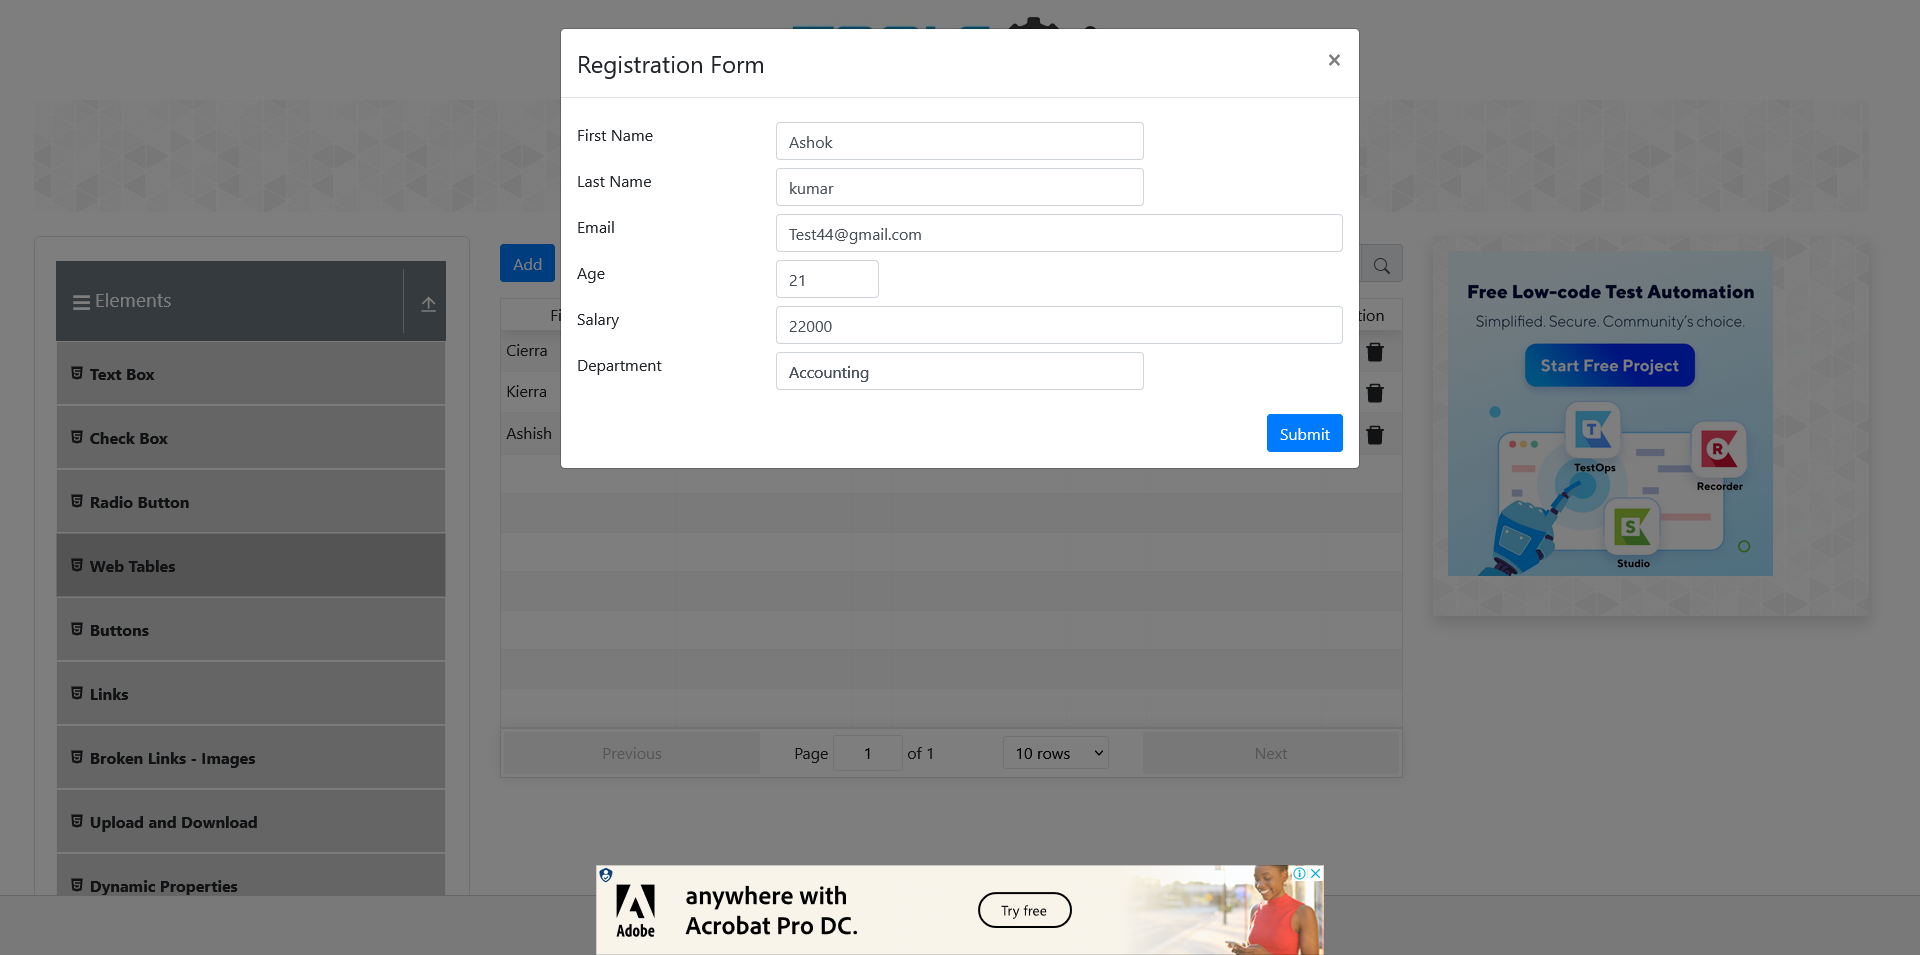 Registration Form
×
First Name
Ashok
Last Name
kumar
Email
Test44@gmail.com
Age
21
Salary
22000
Department
Accounting
Submit
Elements
Text Box
Check Box
Radio Button
Web Tables
Buttons
Links
Broken Links - Images
Upload and Download
Dynamic Properties
Add
Cierra
Kierra
Ashish
Previous
Page 1 of 1
10 rows
Next
Free Low-code Test Automation
Simplified. Secure. Community's choice.
Start Free Project
TestOps
Recorder
Studio
Adobe
anywhere with
Acrobat Pro DC.
Try free